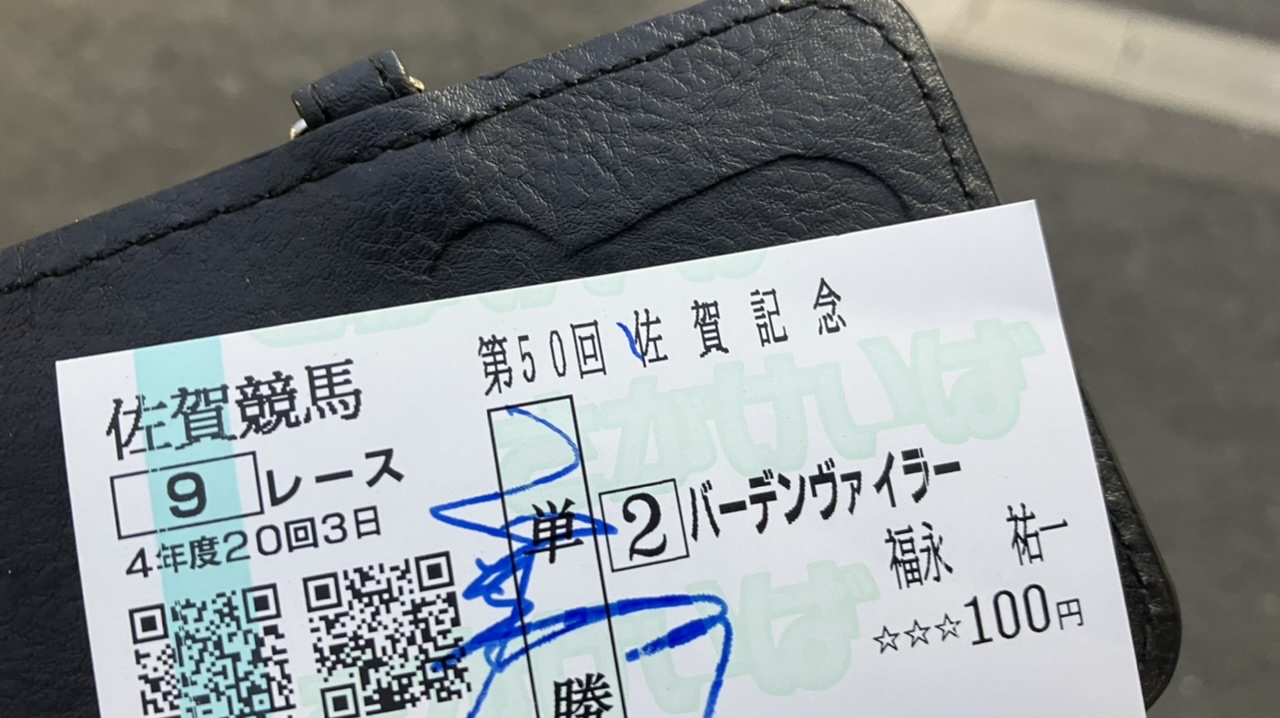 第50回 佐賀記念
佐賀競馬
9レース
4年度20回3日
単勝
2 バーデンヴァイラー
福永 祐一
☆☆☆100円